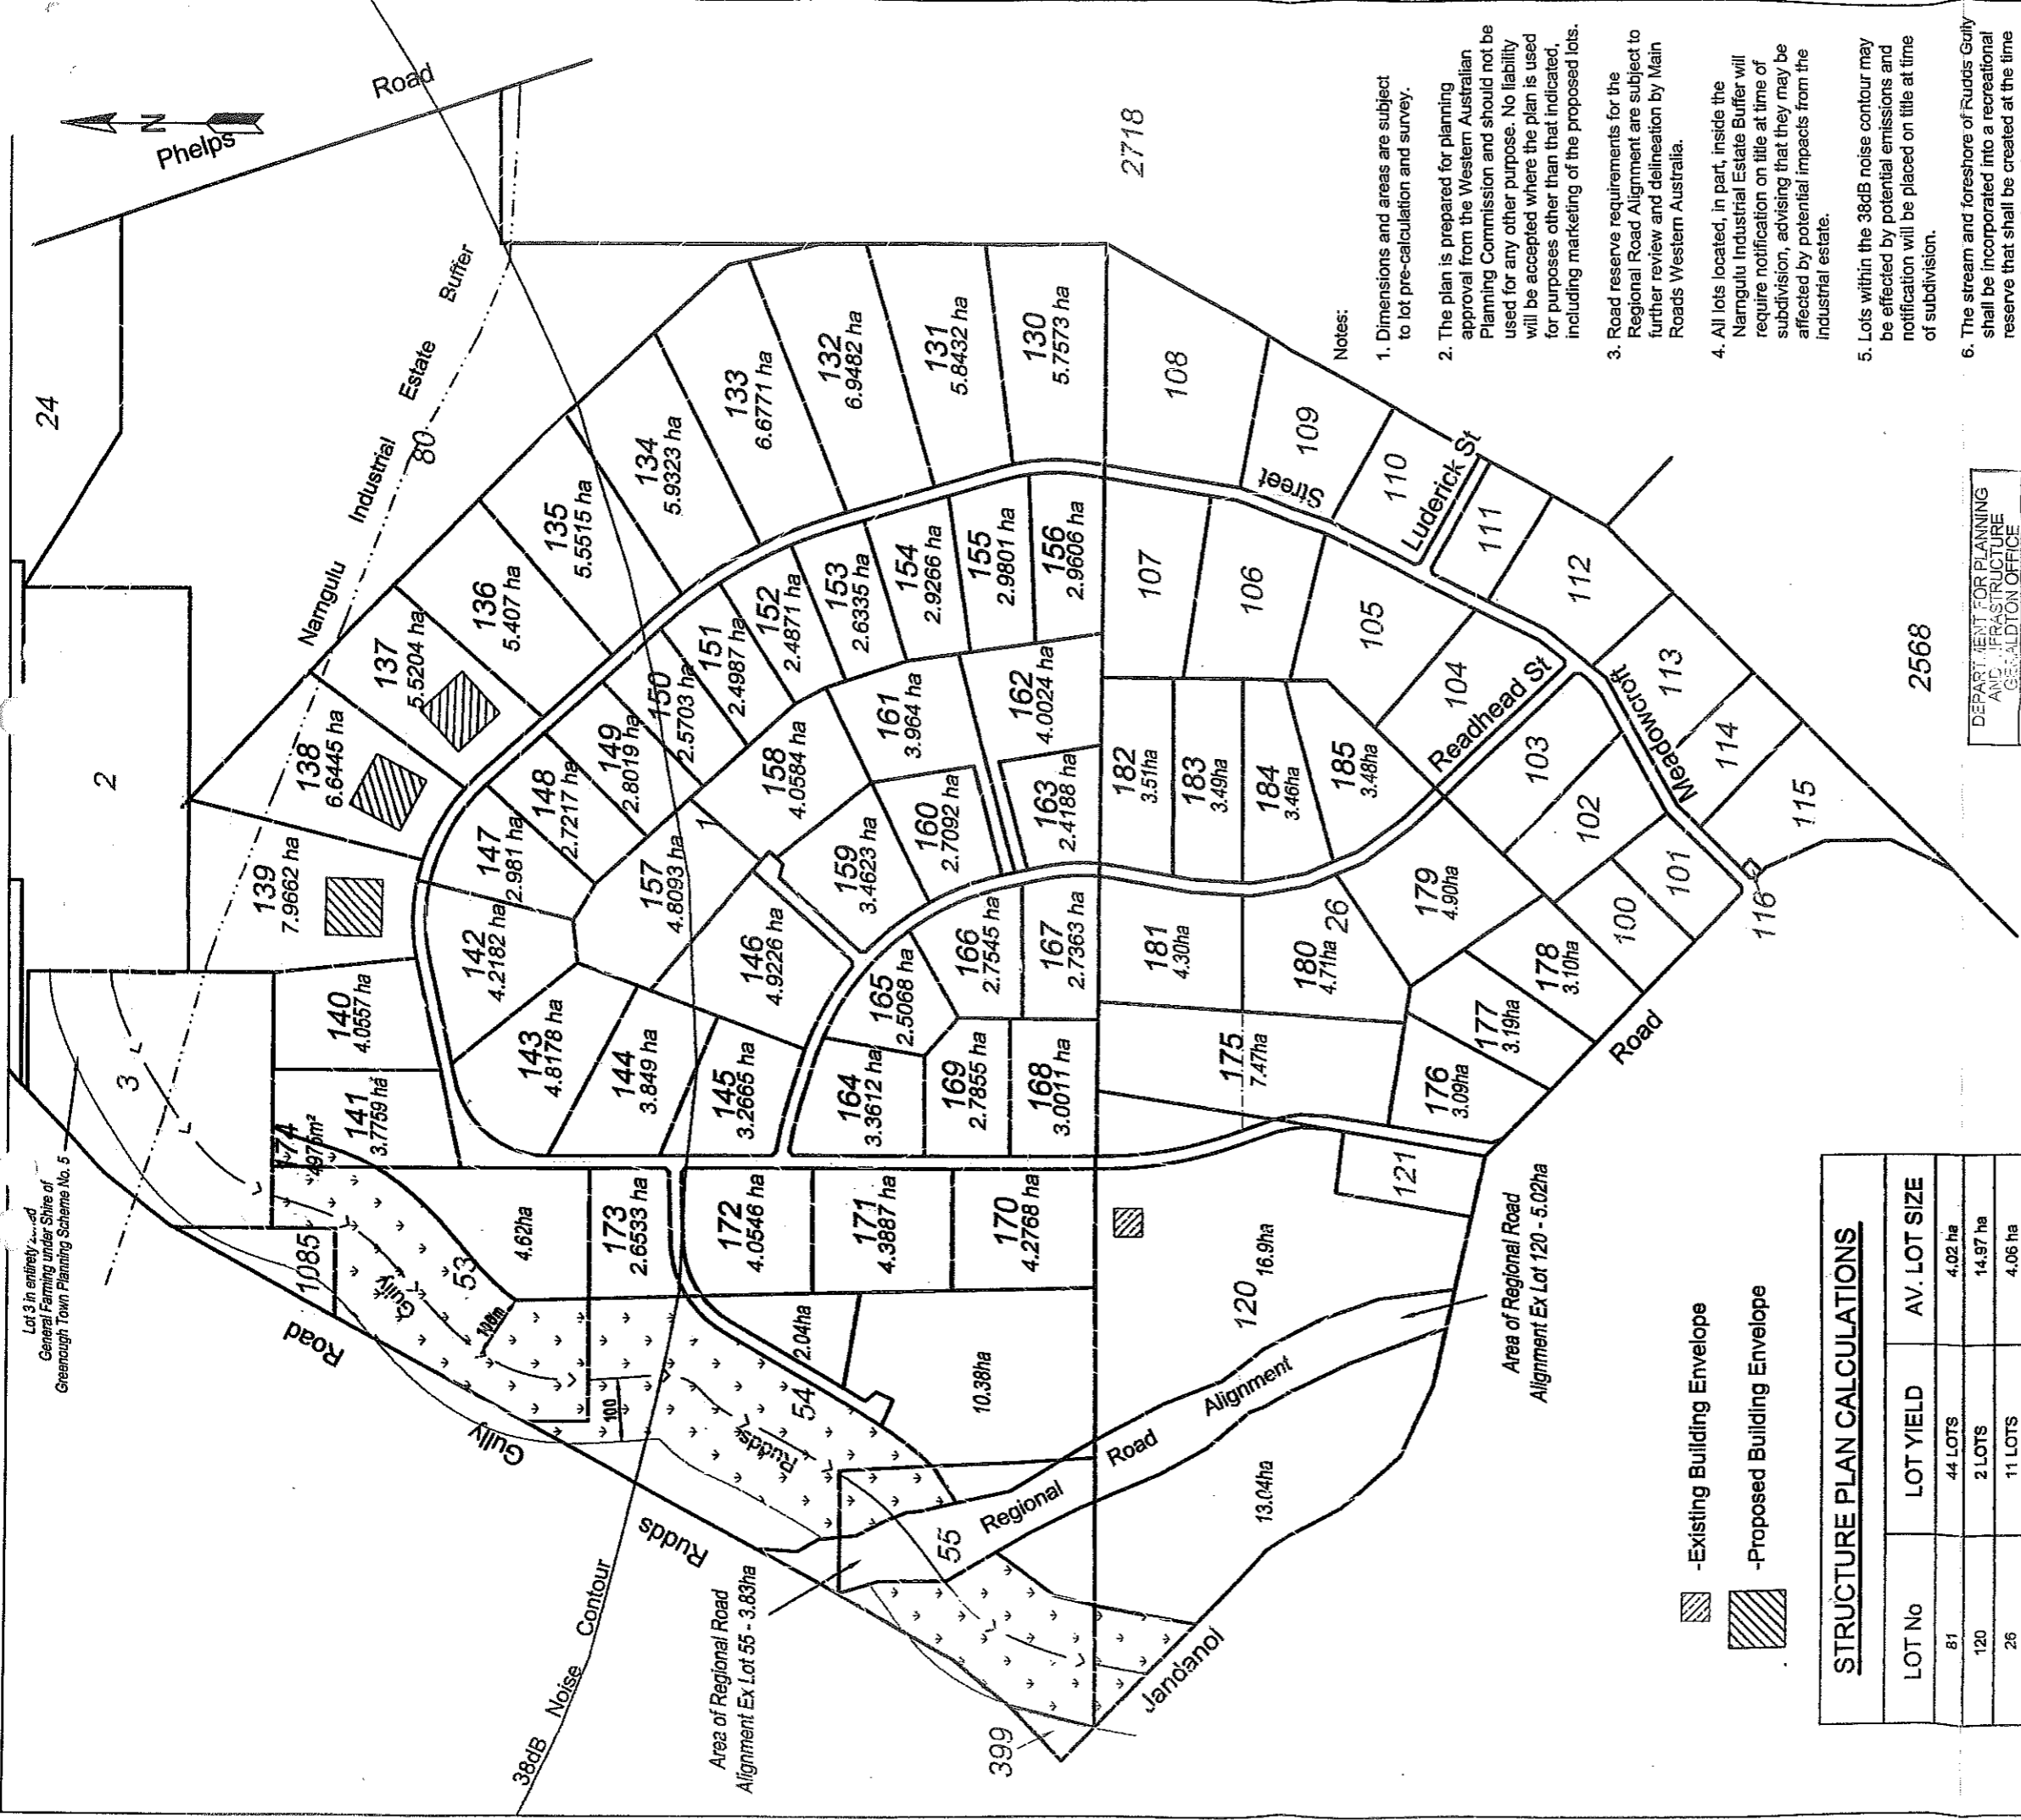 Lot 3 in entirety
General Farming under Shire of
Greenough Town Planning Scheme No. 5
24
2
3
Phelps
Road
N
Narngulu
Industrial
Estate
Buffer
80
2718
139
7.9662 ha
138
6.6445 ha
137
5.5204 ha
136
5.407 ha
135
5.5515 ha
134
5.9323 ha
133
6.6771 ha
132
6.9482 ha
131
5.8432 ha
130
5.7573 ha
140
4.0557 ha
141
3.7759 ha
174
4975m²
142
4.2182 ha
143
4.8178 ha
144
3.849 ha
145
3.2665 ha
146
4.9226 ha
147
2.981 ha
148
2.7217 ha
149
2.8019 ha
150
2.5703 ha
151
2.4987 ha
152
2.4871 ha
153
2.6335 ha
154
2.9266 ha
155
2.9801 ha
156
2.9606 ha
157
4.8093 ha
1
158
4.0584 ha
159
3.4623 ha
160
2.7092 ha
161
3.964 ha
162
4.0024 ha
163
2.4188 ha
164
3.3612 ha
165
2.5068 ha
166
2.7545 ha
167
2.7363 ha
168
3.0011 ha
169
2.7855 ha
170
4.2768 ha
171
4.3887 ha
172
4.0546 ha
173
2.6533 ha
4.62ha
2.04ha
10.38ha
1085
53
54
55
100
Gully
Rudds
Road
Gully
Rudds
38dB
Noise
Contour
Area of Regional Road
Alignment Ex Lot 55 - 3.83ha
Regional
Road
Alignment
399
Jandanol
Road
13.04ha
120
16.9ha
121
Area of Regional Road
Alignment Ex Lot 120 - 5.02ha
175
7.47ha
176
3.09ha
177
3.19ha
178
3.10ha
179
4.90ha
180
4.71ha
26
181
4.30ha
182
3.51ha
183
3.49ha
184
3.46ha
185
3.48ha
100
101
102
103
104
105
106
107
108
109
110
111
112
113
114
115
116
Street
Luderick St
Readhead St
Meadowcroft
2568
Notes:
1. Dimensions and areas are subject
to lot pre-calculation and survey.
2. The plan is prepared for planning
approval from the Western Australian
Planning Commission and should not be
used for any other purpose. No liability
will be accepted where the plan is used
for purposes other than that indicated,
including marketing of the proposed lots.
3. Road reserve requirements for the
Regional Road Alignment are subject to
further review and delineation by Main
Roads Western Australia.
4. All lots located, in part, inside the
Narngulu Industrial Estate Buffer will
require notification on title at time of
subdivision, advising that they may be
affected by potential impacts from the
industrial estate.
5. Lots within the 38dB noise contour may
be effected by potential emissions and
notification will be placed on title at time
of subdivision.
6. The stream and foreshore of Rudds Gully
shall be incorporated into a recreational
reserve that shall be created at the time
DEPARTMENT FOR PLANNING
AND INFRASTRUCTURE
GERALDTON OFFICE
-Existing Building Envelope
-Proposed Building Envelope
STRUCTURE PLAN CALCULATIONS
LOT No LOT YIELD AV. LOT SIZE
81 44 LOTS 4.02 ha
120 2 LOTS 14.97 ha
26 11 LOTS 4.06 ha